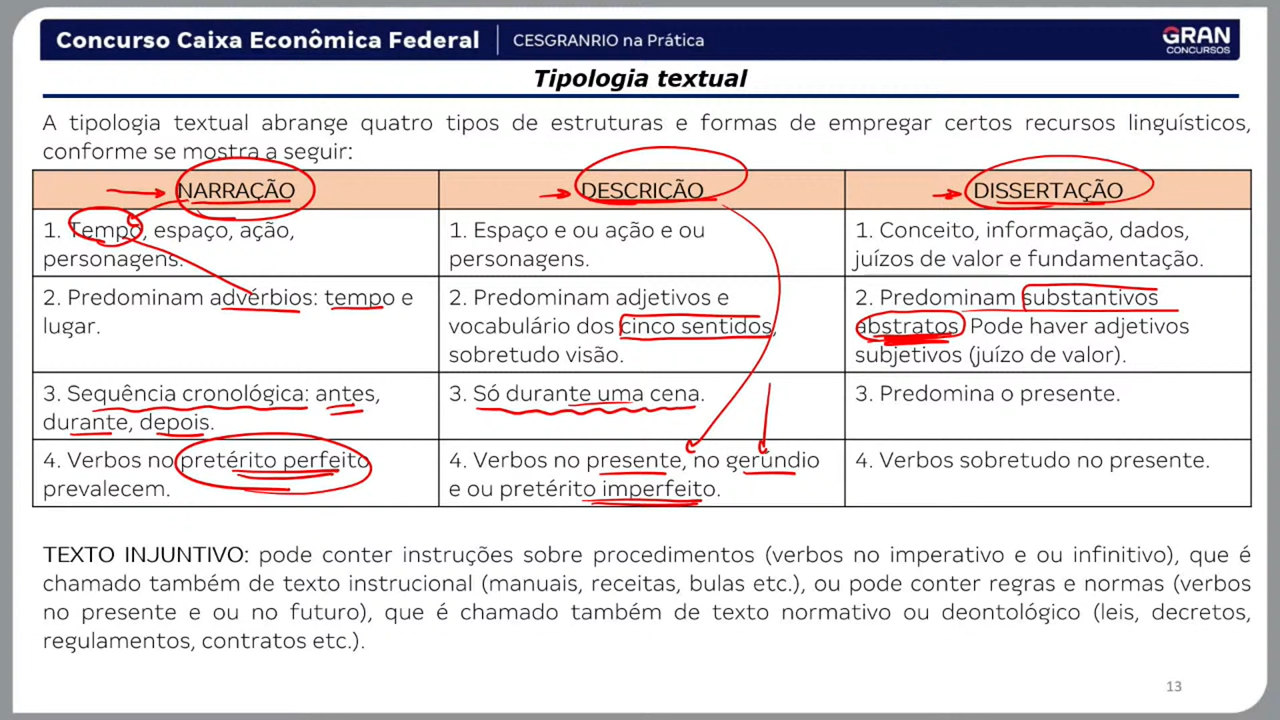 Concurso Caixa Econômica Federal | CESGRANRIO na Prática
GRAN
CONCURSOS
Tipologia textual
A tipologia textual abrange quatro tipos de estruturas e formas de empregar certos recursos linguísticos,
conforme se mostra a seguir:
NARRAÇÃO
DESCRIÇÃO
DISSERTAÇÃO
1. Tempo, espaço, ação,
personagens.
1. Espaço e ou ação e ou
personagens.
1. Conceito, informação, dados,
juízos de valor e fundamentação.
2. Predominam advérbios: tempo e
lugar.
2. Predominam adjetivos e
vocabulário dos cinco sentidos,
sobretudo visão.
2. Predominam substantivos
abstratos. Pode haver adjetivos
subjetivos (juízo de valor).
3. Sequência cronológica: antes,
durante, depois.
3. Só durante uma cena.
3. Predomina o presente.
4. Verbos no pretérito perfeito
prevalecem.
4. Verbos no presente, no gerúndio
e ou pretérito imperfeito.
4. Verbos sobretudo no presente.
TEXTO INJUNTIVO: pode conter instruções sobre procedimentos (verbos no imperativo e ou infinitivo), que é
chamado também de texto instrucional (manuais, receitas, bulas etc.), ou pode conter regras e normas (verbos
no presente e ou no futuro), que é chamado também de texto normativo ou deontológico (leis, decretos,
regulamentos, contratos etc.).
13